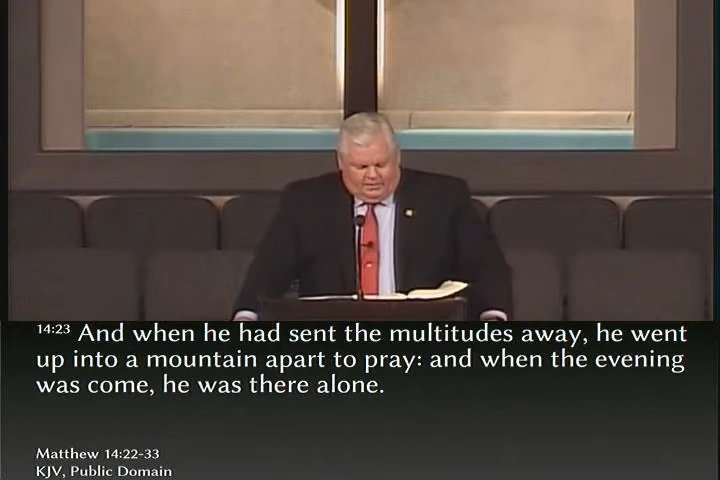 14:23 And when he had sent the multitudes away, he went
up into a mountain apart to pray: and when the evening
was come, he was there alone.
Matthew 14:22-33
KJV, Public Domain